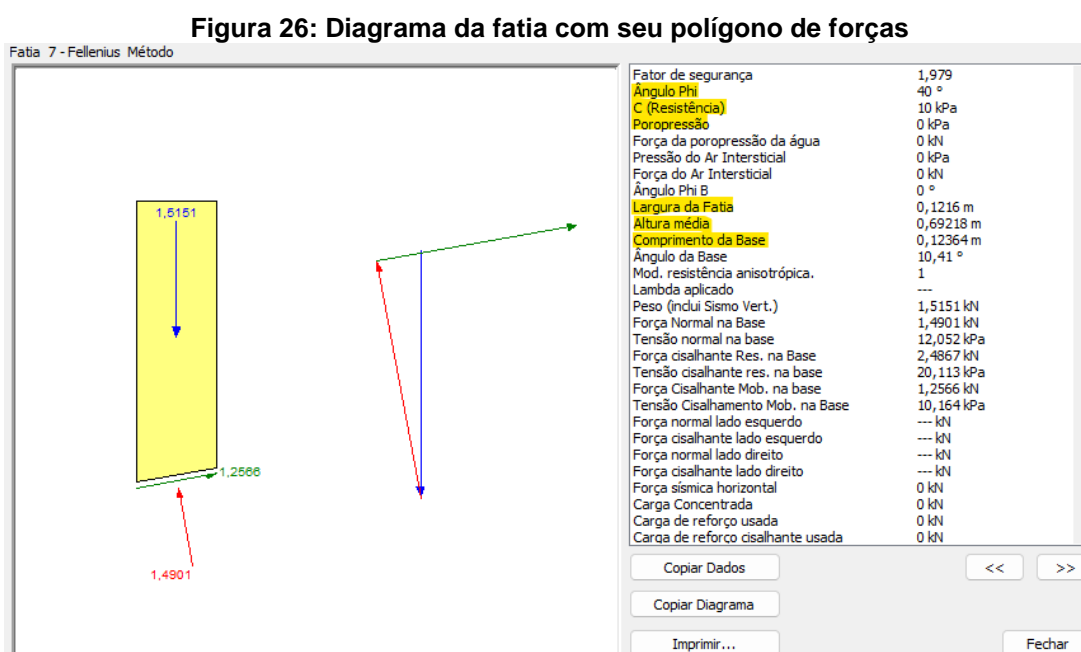 Figura 26: Diagrama da fatia com seu polígono de forças
Fatia 7 - Fellenius Método
1,5151
1,2566
1,4901
Fator de segurança 1,979
Ângulo Phi 40 °
C (Resistência) 10 kPa
Poropressão 0 kPa
Força da poropressão da água 0 kN
Pressão do Ar Intersticial 0 kPa
Força do Ar Intersticial 0 kN
Ângulo Phi B 0 °
Largura da Fatia 0,1216 m
Altura média 0,69218 m
Comprimento da Base 0,12364 m
Ângulo da Base 10,41 °
Mod. resistência anisotrópica. 1
Lambda aplicado ---
Peso (inclui Sismo Vert.) 1,5151 kN
Força Normal na Base 1,4901 kN
Tensão normal na base 12,052 kPa
Força cisalhante Res. na Base 2,4867 kN
Tensão cisalhante res. na base 20,113 kPa
Força Cisalhante Mob. na base 1,2566 kN
Tensão Cisalhamento Mob. na Base 10,164 kPa
Força normal lado esquerdo --- kN
Força cisalhante lado esquerdo --- kN
Força normal lado direito --- kN
Força cisalhante lado direito --- kN
Força sísmica horizontal 0 kN
Carga Concentrada 0 kN
Carga de reforço usada 0 kN
Carga de reforço cisalhante usada 0 kN
Copiar Dados << >>
Copiar Diagrama
Imprimir... Fechar